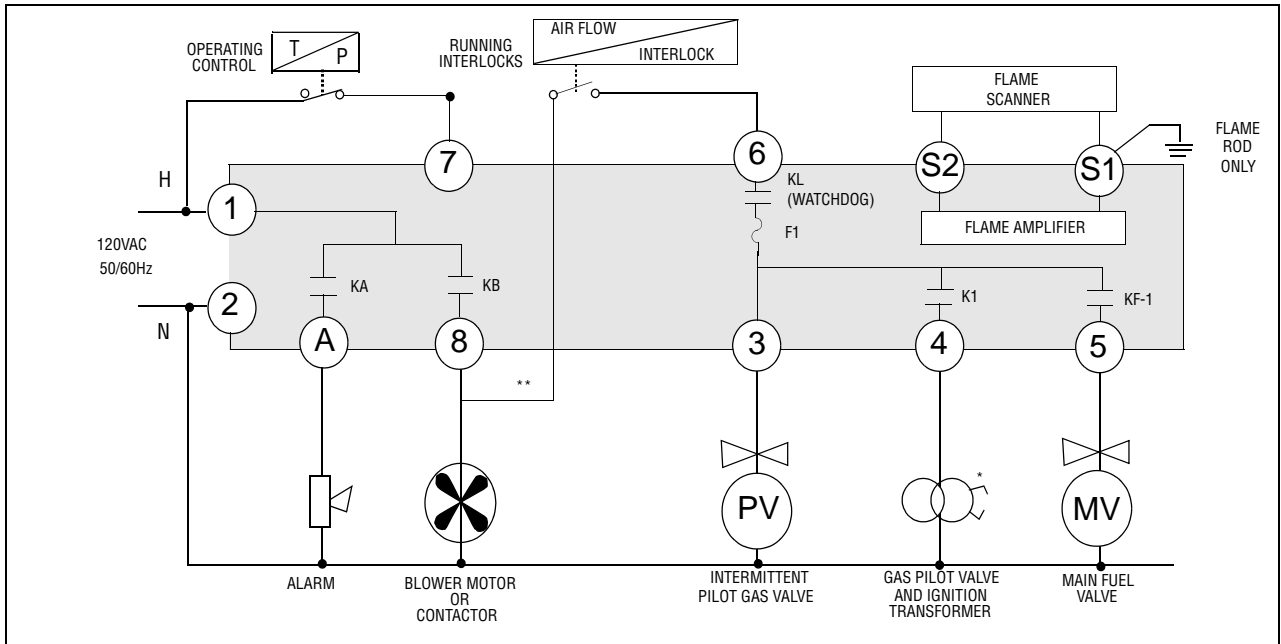 OPERATING
CONTROL
T
P
RUNNING
INTERLOCKS
AIR FLOW
INTERLOCK
FLAME
SCANNER
FLAME
ROD
ONLY
H
1
7
6
S2
S1
KL
(WATCHDOG)
F1
FLAME AMPLIFIER
120VAC
50/60Hz
2
N
KA
KB
K1
KF-1
A
8
3
4
5
**
*
PV
MV
ALARM
BLOWER MOTOR
OR
CONTACTOR
INTERMITTENT
PILOT GAS VALVE
GAS PILOT VALVE
AND IGNITION
TRANSFORMER
MAIN FUEL
VALVE